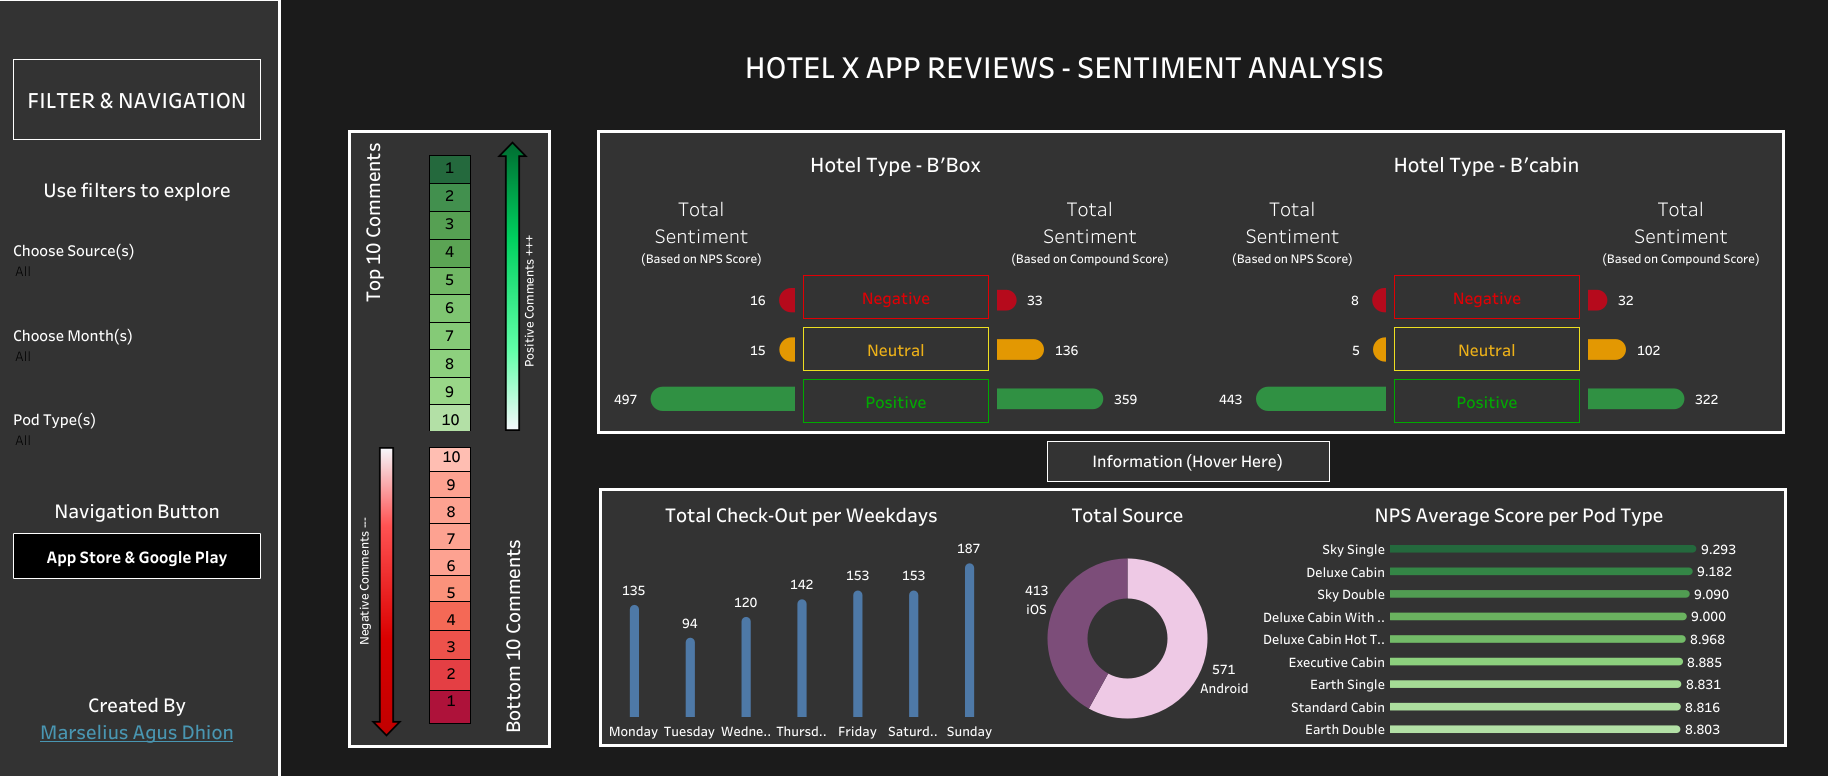 FILTER & NAVIGATION
Use filters to explore
Choose Source(s)
All
Choose Month(s)
All
Pod Type(s)
All
Navigation Button
App Store & Google Play
Created By
Marselius Agus Dhion
HOTEL X APP REVIEWS - SENTIMENT ANALYSIS
Top 10 Comments
1
2
3
4
5
6
7
8
9
10
Positive Comments +++
Negative Comments ---
10
9
8
7
6
5
4
3
2
1
Bottom 10 Comments
Hotel Type - B'Box
Total
Sentiment
(Based on NPS Score)
Total
Sentiment
(Based on Compound Score)
16 Negative 33
15 Neutral 136
497 Positive 359
Hotel Type - B'cabin
Total
Sentiment
(Based on NPS Score)
Total
Sentiment
(Based on Compound Score)
8 Negative 32
5 Neutral 102
443 Positive 322
Information (Hover Here)
Total Check-Out per Weekdays
135
94
120
142
153
153
187
Monday Tuesday Wedne.. Thursd.. Friday Saturd.. Sunday
Total Source
413
iOS
571
Android
NPS Average Score per Pod Type
Sky Single 9.293
Deluxe Cabin 9.182
Sky Double 9.090
Deluxe Cabin With .. 9.000
Deluxe Cabin Hot T.. 8.968
Executive Cabin 8.885
Earth Single 8.831
Standard Cabin 8.816
Earth Double 8.803